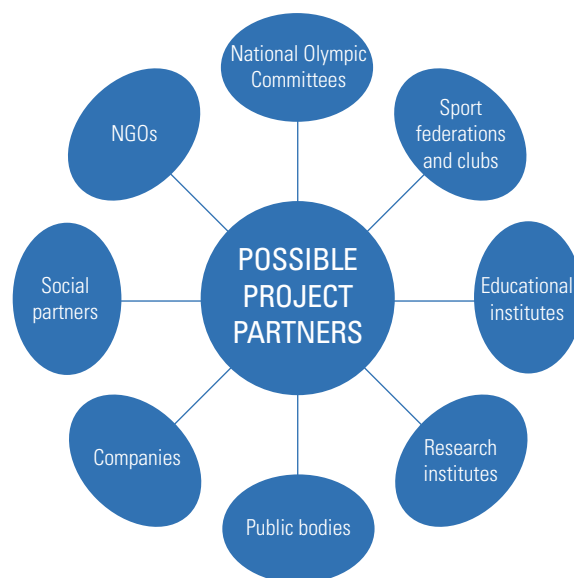 National Olympic
Committees
Sport
federations
and clubs
NGOs
POSSIBLE
PROJECT
PARTNERS
Social
partners
Educational
institutes
Companies
Research
institutes
Public bodies